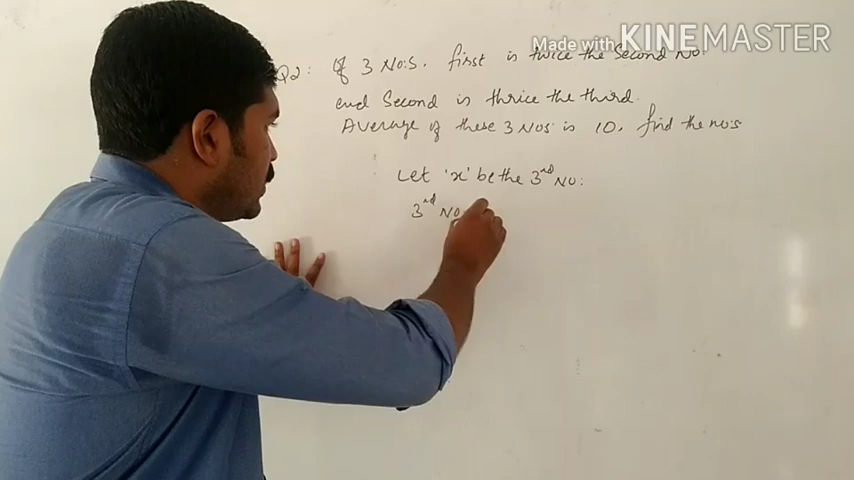 Made with KINEMASTER
Q2: Of 3 NO:S, first is twice the Second NO:
and Second is thrice the third.
Average of these 3 NOS is 10. find the no:s
Let 'x' be the 3rd NO:
3rd NO